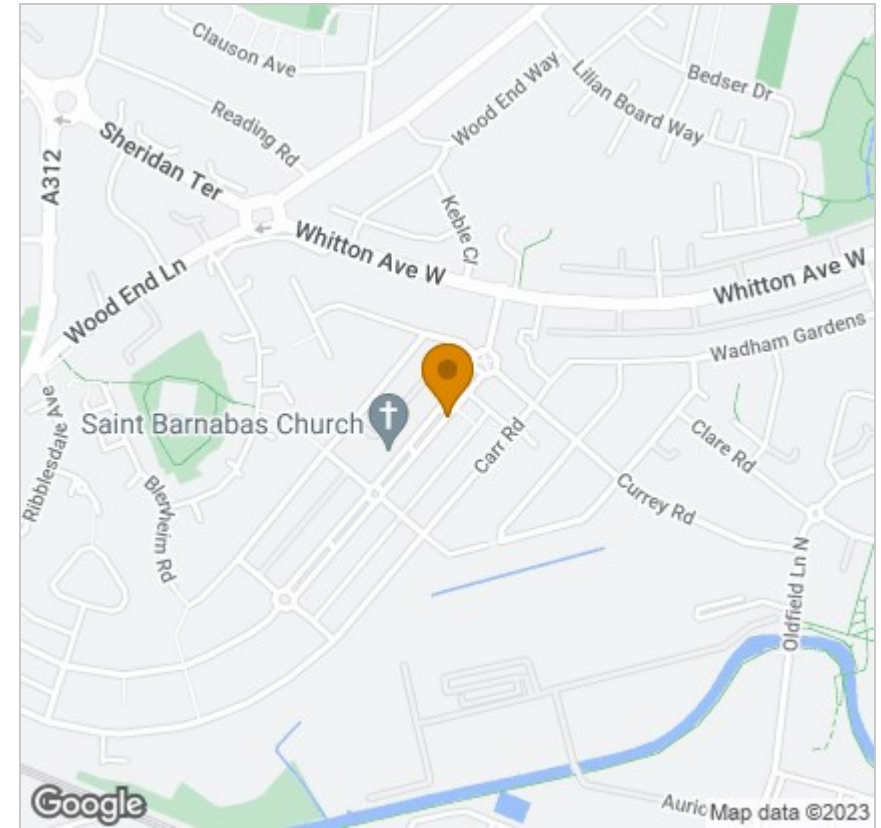 Clauson Ave
Reading Rd
Sheridan Ter
A312
Wood End Way
Lilian Board Way
Bedser Dr
Keble Cl
Whitton Ave W
Whitton Ave W
Wood End Ln
Wadham Gardens
Saint Barnabas Church
Carr Rd
Clare Rd
Currey Rd
Ribblesdale Ave
Blenheim Rd
Oldfield Ln N
Google
Auric
Map data ©2023